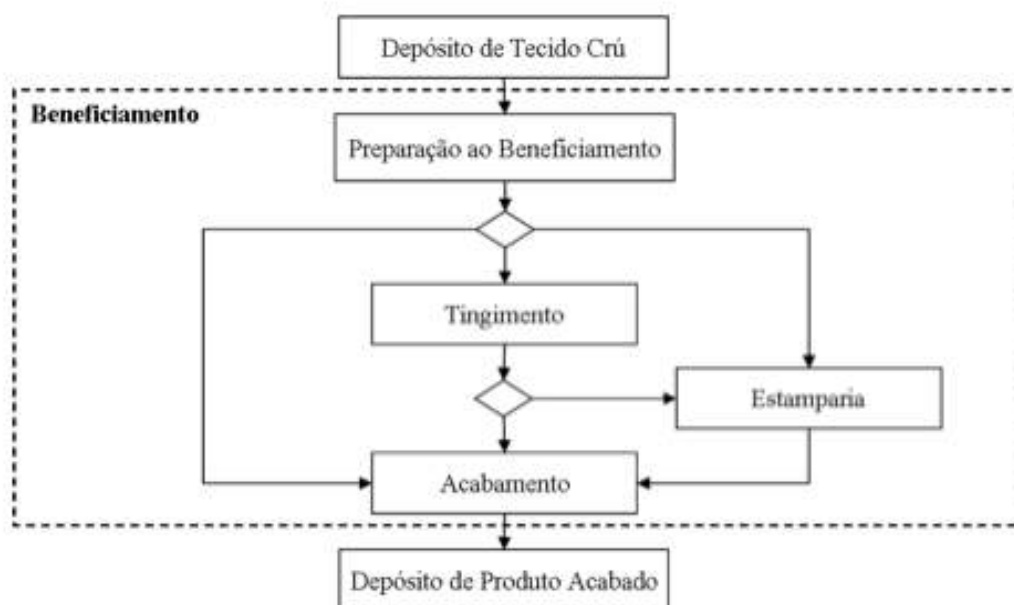 Depósito de Tecido Crú
Beneficiamento
Preparação ao Beneficiamento
Tingimento
Estamparia
Acabamento
Depósito de Produto Acabado